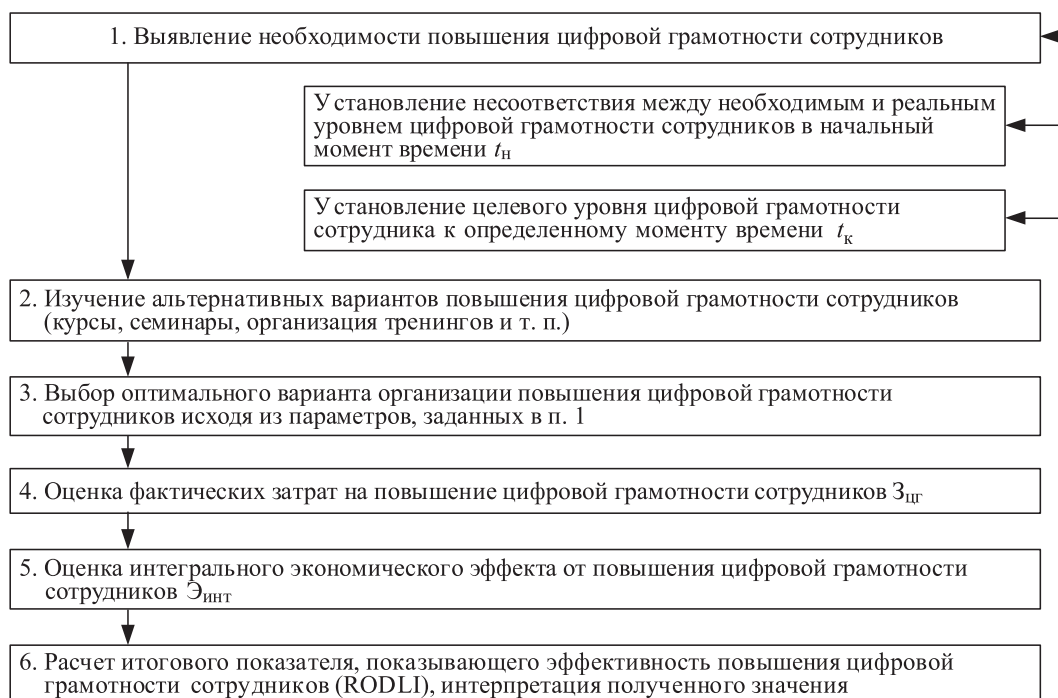 1. Выявление необходимости повышения цифровой грамотности сотрудников
Установление несоответствия между необходимым и реальным
уровнем цифровой грамотности сотрудников в начальный
момент времени tн
Установление целевого уровня цифровой грамотности
сотрудника к определенному моменту времени tк
2. Изучение альтернативных вариантов повышения цифровой грамотности сотрудников
(курсы, семинары, организация тренингов и т. п.)
3. Выбор оптимального варианта организации повышения цифровой грамотности
сотрудников исходя из параметров, заданных в п. 1
4. Оценка фактических затрат на повышение цифровой грамотности сотрудников Зцг
5. Оценка интегрального экономического эффекта от повышения цифровой грамотности
сотрудников Эинт
6. Расчет итогового показателя, показывающего эффективность повышения цифровой
грамотности сотрудников (RODLI), интерпретация полученного значения